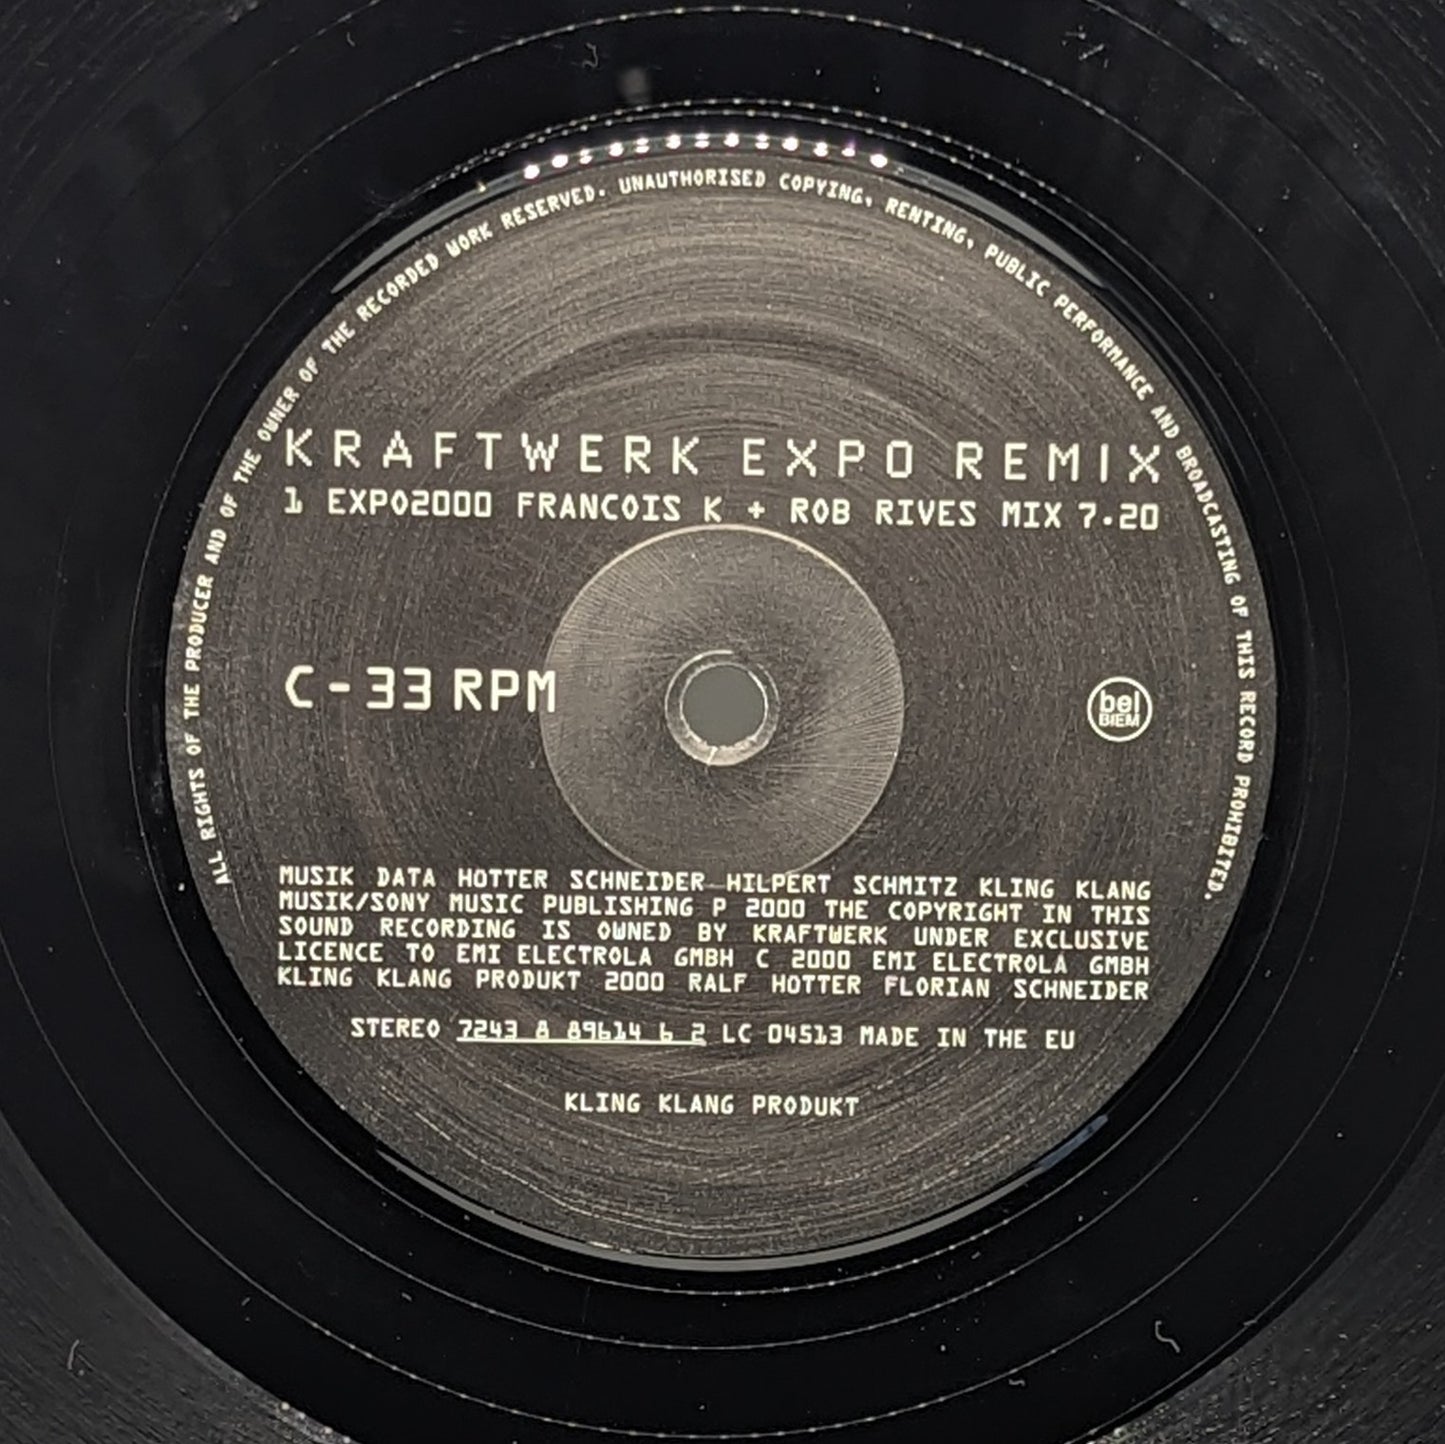 ALL RIGHTS OF THE PRODUCER AND OF THE OWNER OF THE RECORDED WORK RESERVED. UNAUTHORISED COPYING, RENTING, PUBLIC PERFORMANCE AND BROADCASTING OF THIS RECORD PROHIBITED.
KRAFTWERK EXPO REMIX
1 EXPO2000 FRANCOIS K + ROB RIVES MIX 7.20
C-33 RPM
bel
BIEM
MUSIK DATA HOTTER SCHNEIDER HILPERT SCHMITZ KLING KLANG
MUSIK/SONY MUSIC PUBLISHING P 2000 THE COPYRIGHT IN THIS
SOUND RECORDING IS OWNED BY KRAFTWERK UNDER EXCLUSIVE
LICENCE TO EMI ELECTROLA GMBH C 2000 EMI ELECTROLA GMBH
KLING KLANG PRODUKT 2000 RALF HOTTER FLORIAN SCHNEIDER
STEREO 7243 8 89614 6 2 LC 04513 MADE IN THE EU
KLING KLANG PRODUKT